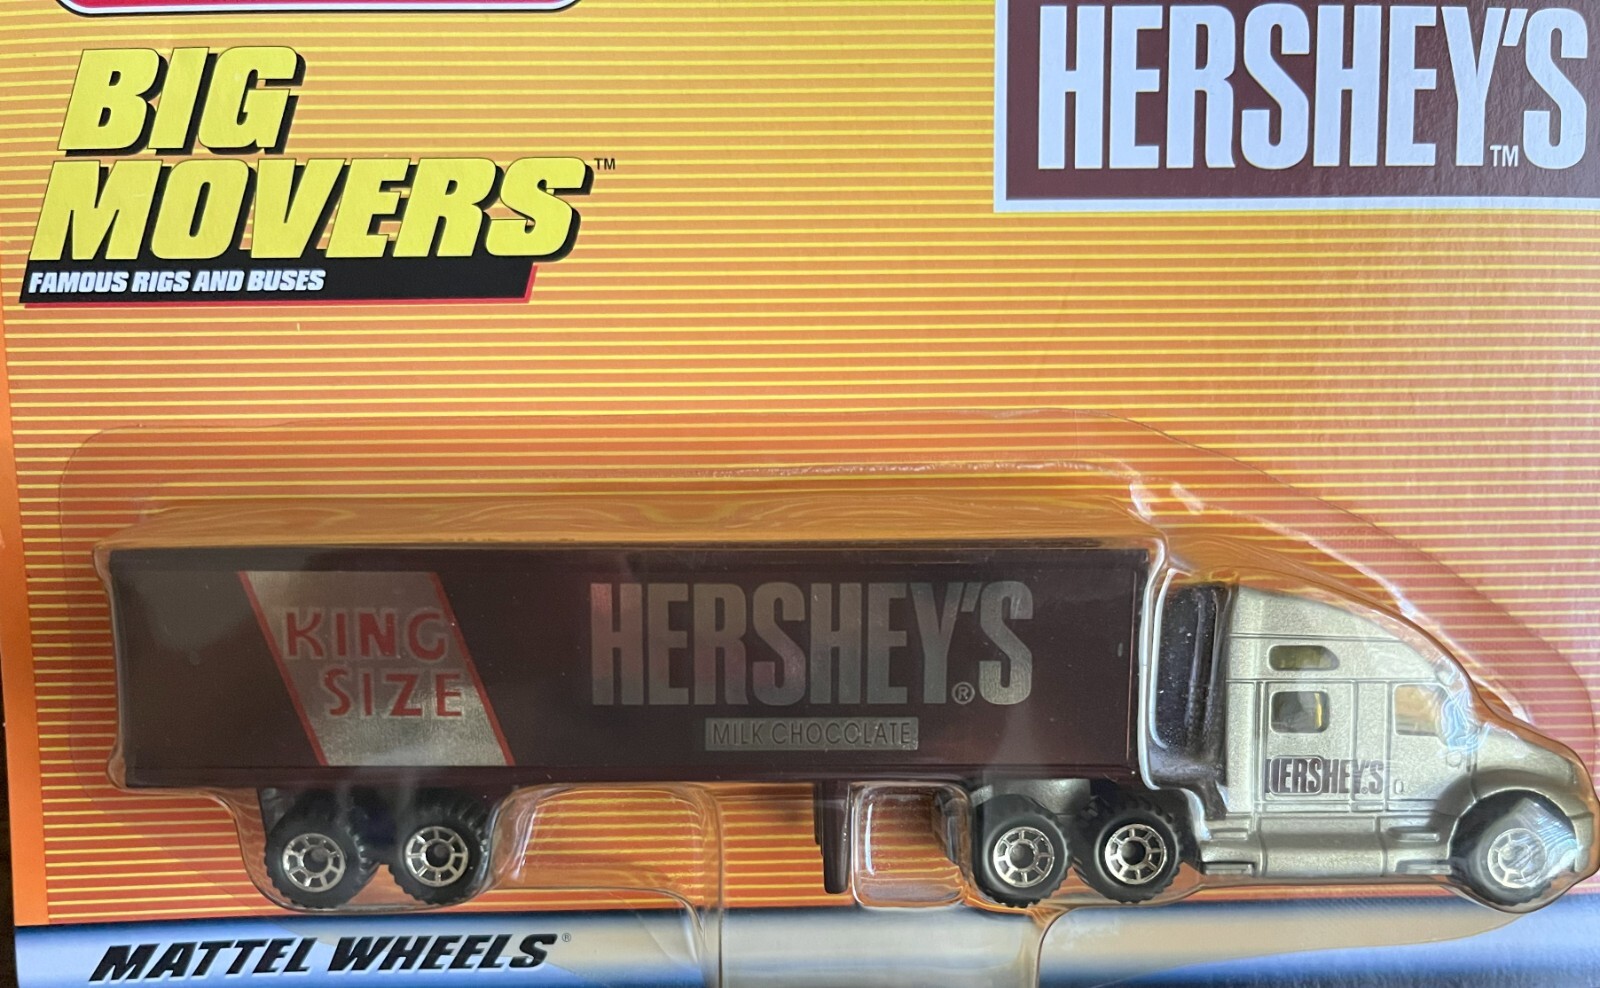 BIG
MOVERS™
FAMOUS RIGS AND BUSES
HERSHEY'S™
KING
SIZE
HERSHEY'S®
MILK CHOCOLATE
HERSHEY'S
MATTEL WHEELS®